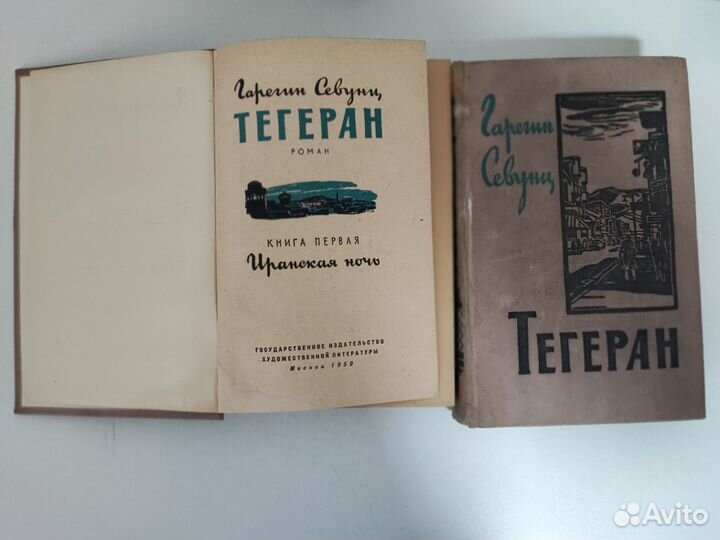 Гарегин Севунц
ТЕГЕРАН
РОМАН
КНИГА ПЕРВАЯ
Иранская ночь
ГОСУДАРСТВЕННОЕ ИЗДАТЕЛЬСТВО
ХУДОЖЕСТВЕННОЙ ЛИТЕРАТУРЫ
Москва 1959
Гарегин
Севунц
ТЕГЕРАН
Avito